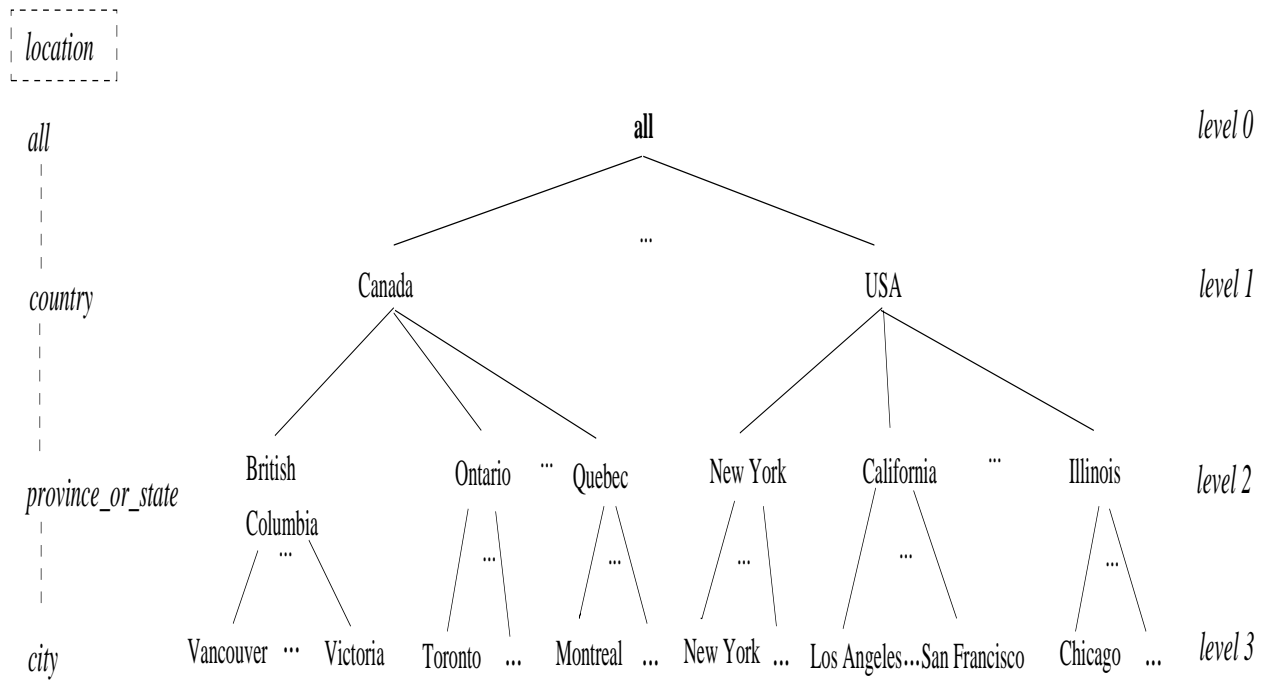 location
all all level 0
...
Canada USA level 1
country
British Ontario ... Quebec New York California ... Illinois level 2
province_or_state
Columbia
... ... ... ... ... ...
Vancouver ... Victoria Toronto ... Montreal ... New York ... Los Angeles...San Francisco Chicago ... level 3
city